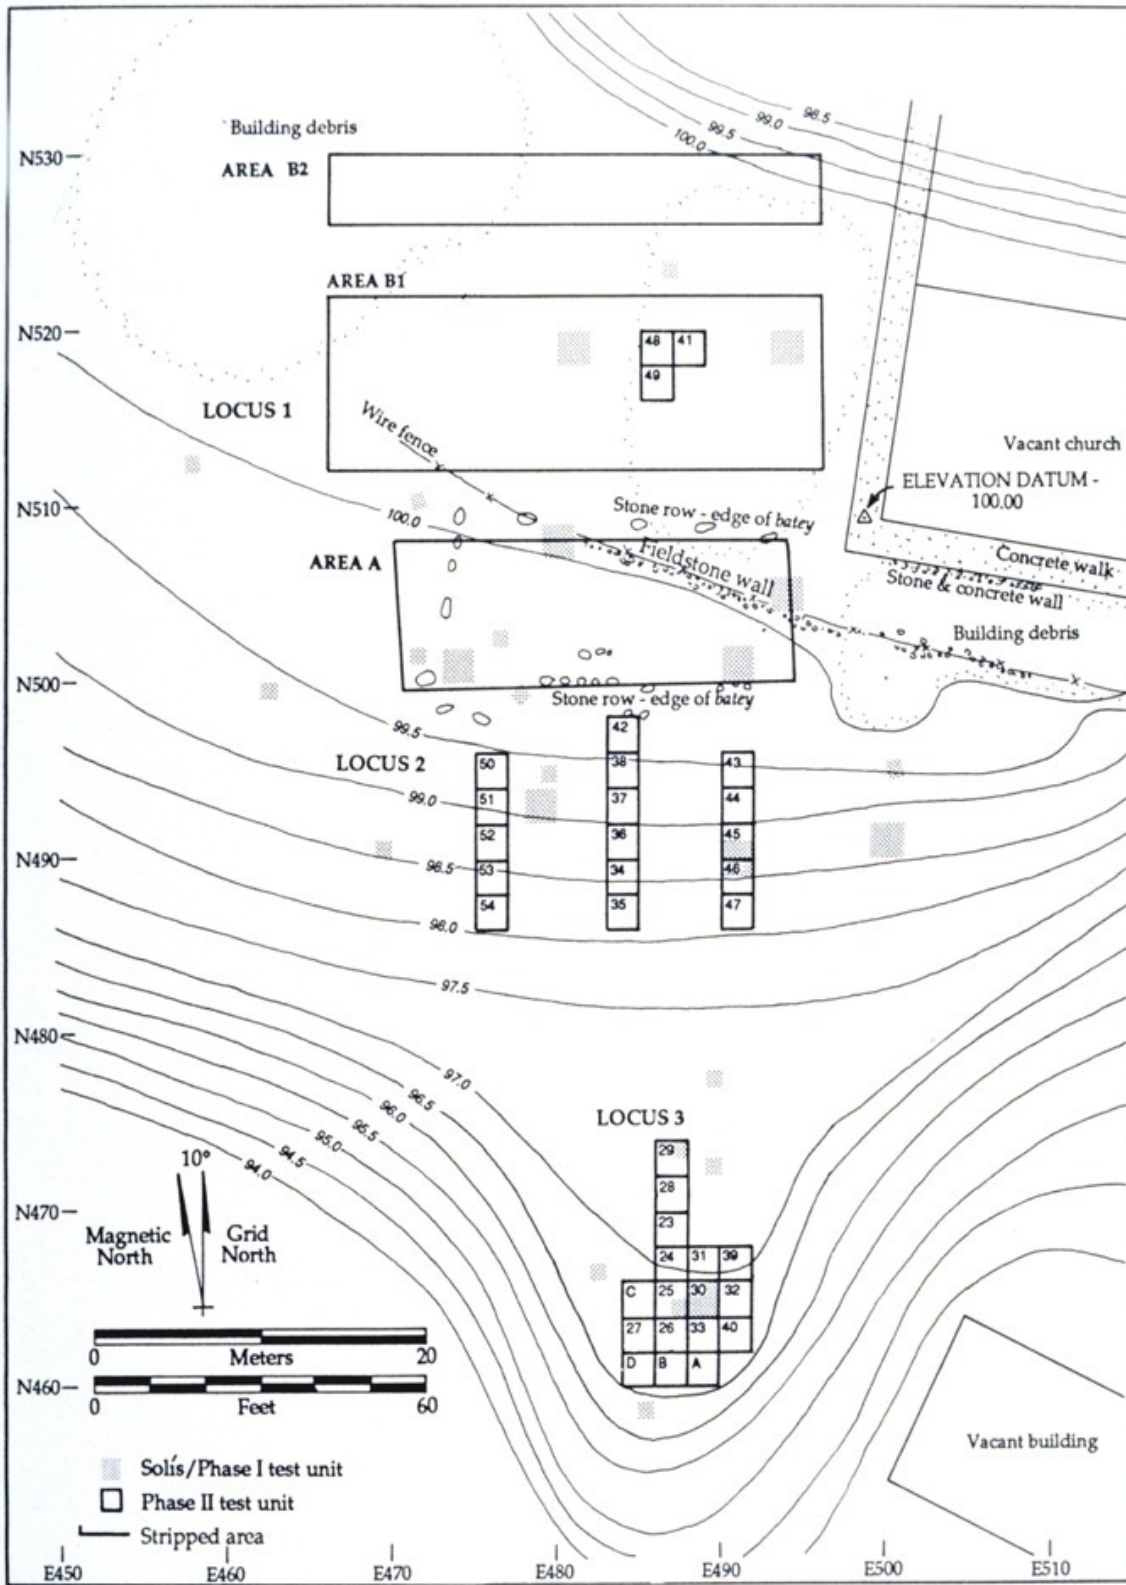 98.5
99.0
99.5
100.0
Building debris
N530
AREA B2
AREA B1
N520
48 41
49
LOCUS 1
Wire fence
Vacant church
ELEVATION DATUM -
100.00
N510
100.0
Stone row - edge of batey
AREA A
Fieldstone wall
Concrete walk
Stone & concrete wall
Building debris
N500
Stone row - edge of batey
99.5
42
LOCUS 2
50 38 43
99.0
51 37 44
52 36 45
N490
98.5
53 34 46
54 35 47
98.0
97.5
N480
97.0
96.5
96.0
95.5
95.0
94.5
94.0
LOCUS 3
29
28
23
24 31 39
C 25 30 32
27 26 33 40
D B A
10°
N470
Magnetic
North
Grid
North
0 Meters 20
N460
0 Feet 60
Vacant building
Solís/Phase I test unit
Phase II test unit
Stripped area
E450 E460 E470 E480 E490 E500 E510